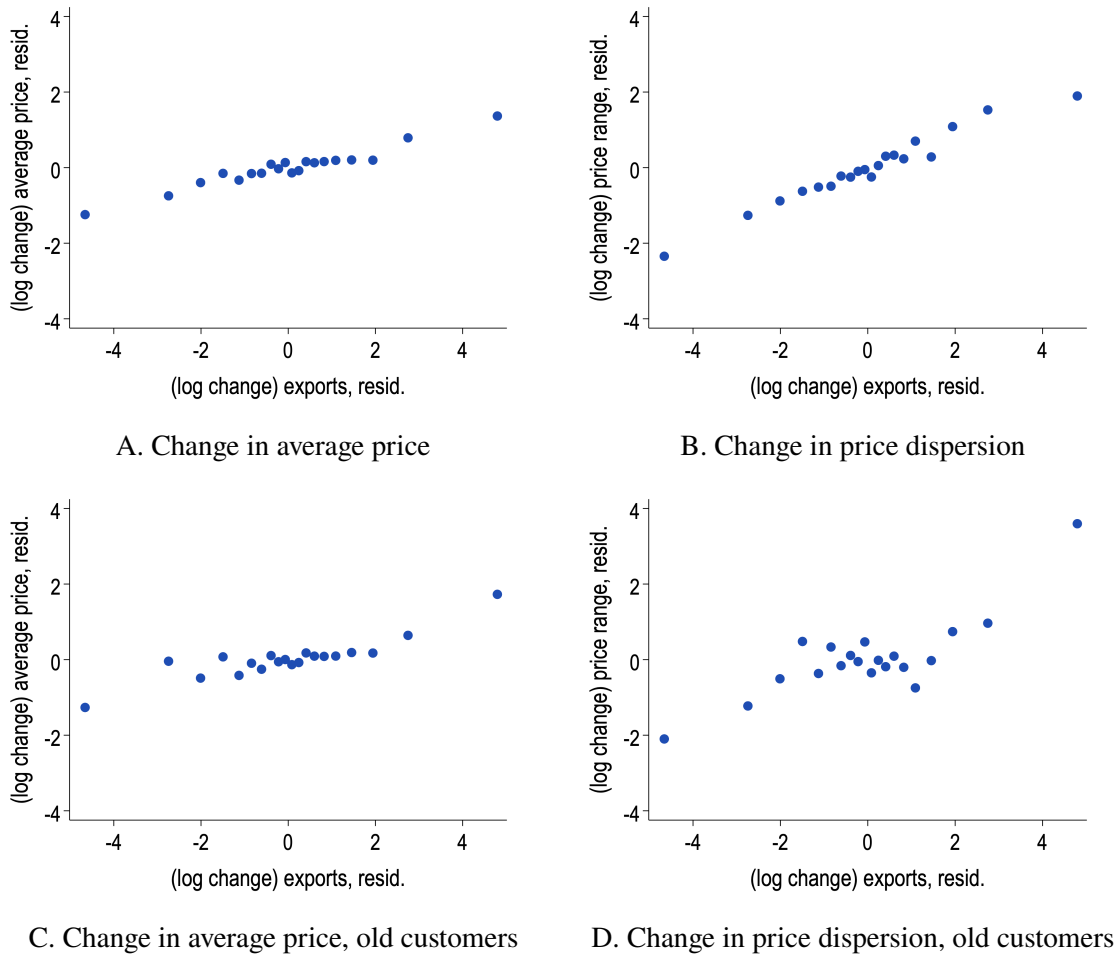 (log change) average price, resid.
4
2
0
-2
-4
-4 -2 0 2 4
(log change) exports, resid.
A. Change in average price
(log change) price range, resid.
4
2
0
-2
-4
-4 -2 0 2 4
(log change) exports, resid.
B. Change in price dispersion
(log change) average price, resid.
4
2
0
-2
-4
-4 -2 0 2 4
(log change) exports, resid.
C. Change in average price, old customers
(log change) price range, resid.
4
2
0
-2
-4
-4 -2 0 2 4
(log change) exports, resid.
D. Change in price dispersion, old customers